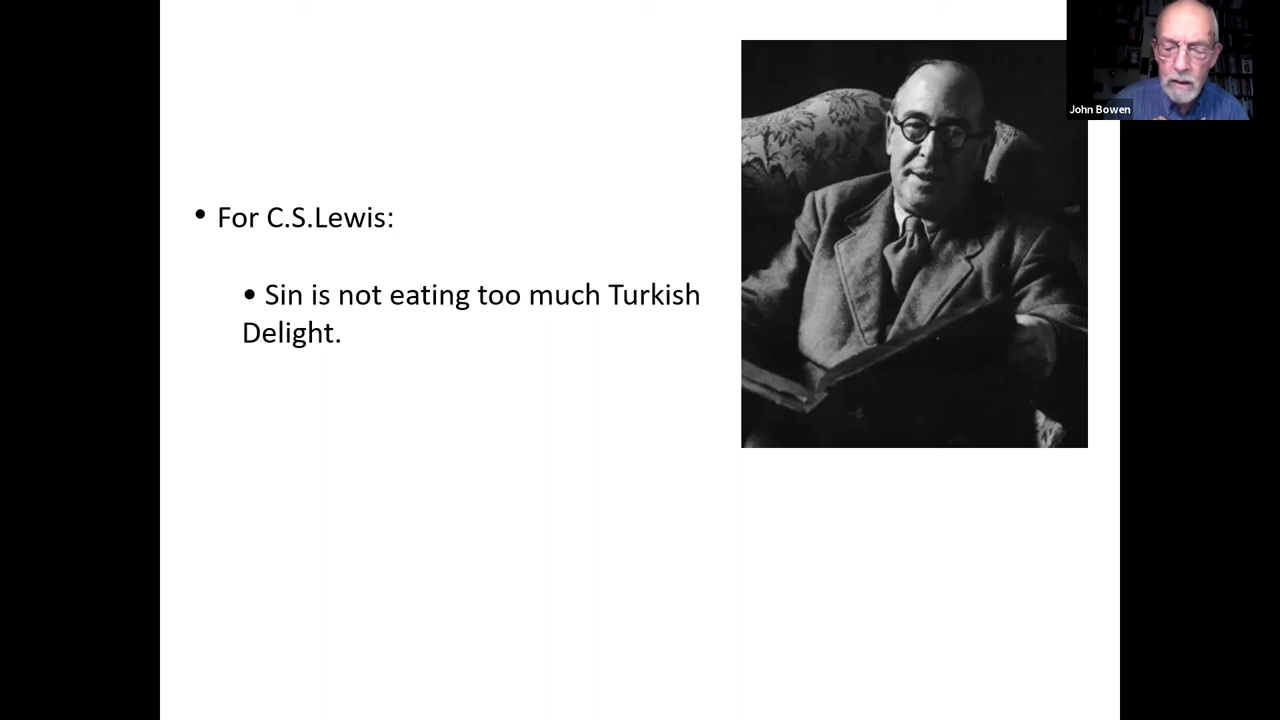 John Bowen
• For C.S.Lewis:
• Sin is not eating too much Turkish
Delight.